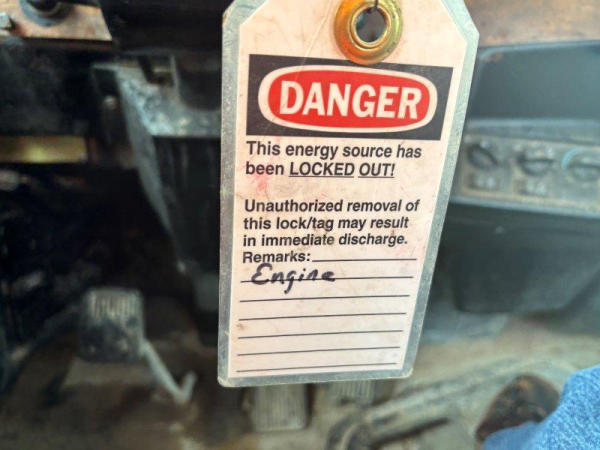 DANGER
This energy source has
been LOCKED OUT!
Unauthorized removal of
this lock/tag may result
in immediate discharge.
Remarks:
Engine